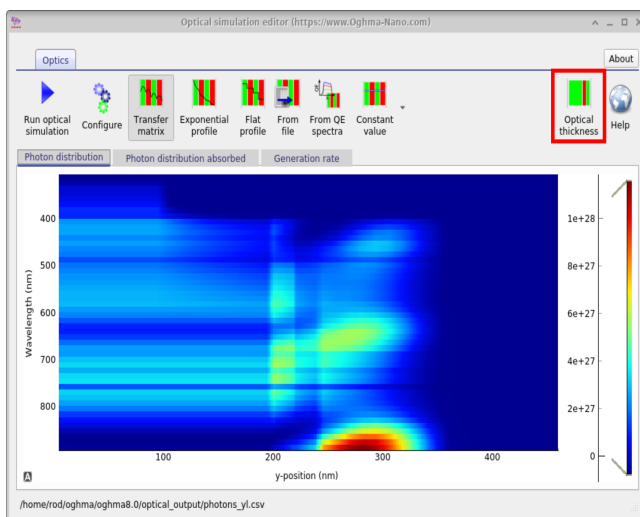 Optical simulation editor (https://www.Oghma-Nano.com)
Optics
About
Run optical simulation
Configure
Transfer matrix
Exponential profile
Flat profile
From file
From QE spectra
Constant value
Optical thickness
Help
Photon distribution
Photon distribution absorbed
Generation rate
Wavelength (nm)
400
500
600
700
800
100
200
300
400
y-position (nm)
A
1e+28
8e+27
6e+27
4e+27
2e+27
0
/home/rod/oghma/oghma8.0/optical_output/photons_yl.csv